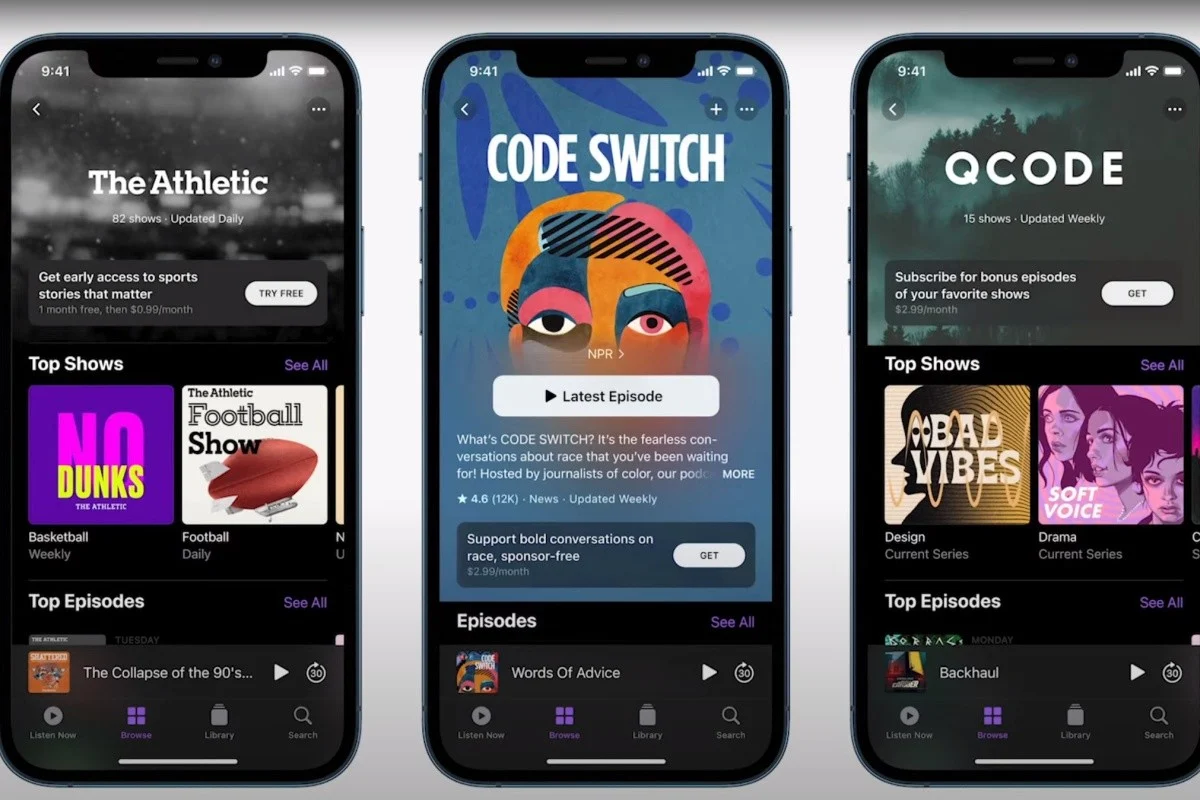 9:41
The Athletic
82 shows · Updated Daily
Get early access to sports
stories that matter
1 month free, then $0.99/month
TRY FREE
Top Shows
See All
NO
DUNKS
THE ATHLETIC
The Athletic
Football
Show
Basketball
Weekly
Football
Daily
N
U
Top Episodes
See All
THE ATHLETIC
TUESDAY
SHATTERED
The Collapse of the 90's...
30
Listen Now
Browse
Library
Search
9:41
CODE SW!TCH
NPR >
Latest Episode
What's CODE SWITCH? It's the fearless con-
versations about race that you've been waiting
for! Hosted by journalists of color, our podc
MORE
★ 4.6 (12K) · News · Updated Weekly
Support bold conversations on
race, sponsor-free
$2.99/month
GET
Episodes
See All
CODE
SW!TCH
Words Of Advice
30
Listen Now
Browse
Library
Search
9:41
QCODE
15 shows · Updated Weekly
Subscribe for bonus episodes
of your favorite shows
$2.99/month
GET
Top Shows
See All
BAD
VIBES
SOFT
VOICE
Design
Current Series
Drama
Current Series
C
S
Top Episodes
See All
MONDAY
Backhaul
30
Listen Now
Browse
Library
Search